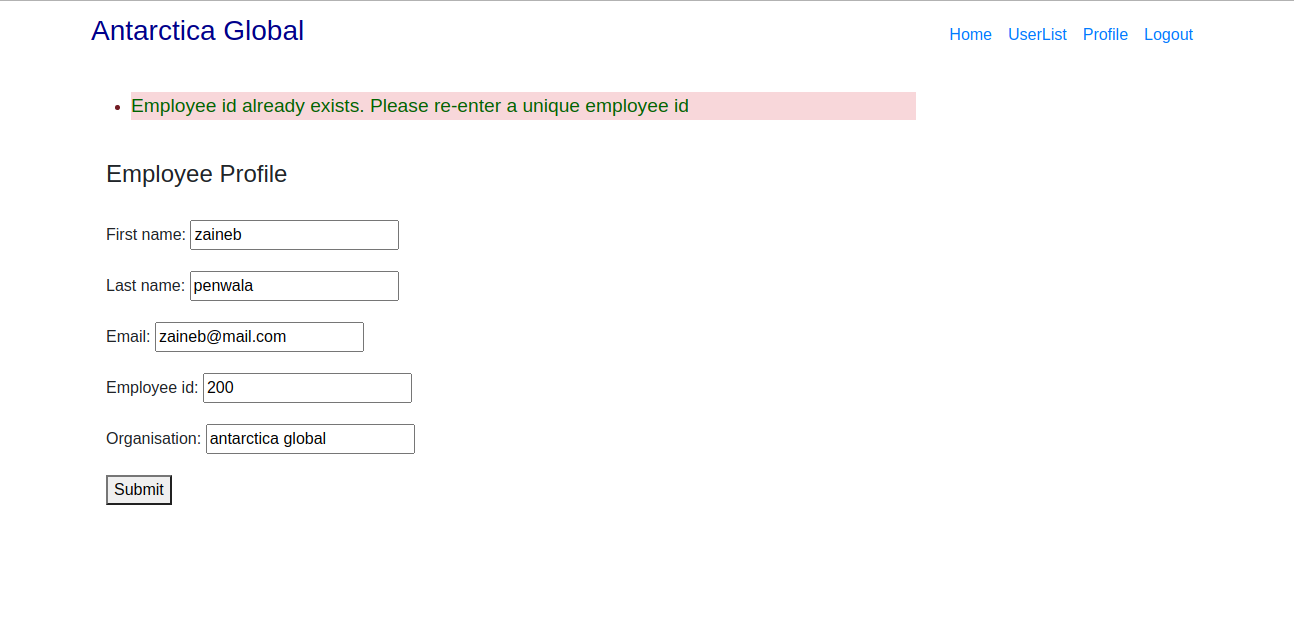 Antarctica Global
Home UserList Profile Logout
Employee id already exists. Please re-enter a unique employee id
Employee Profile
First name: zaineb
Last name: penwala
Email: zaineb@mail.com
Employee id: 200
Organisation: antarctica global
Submit